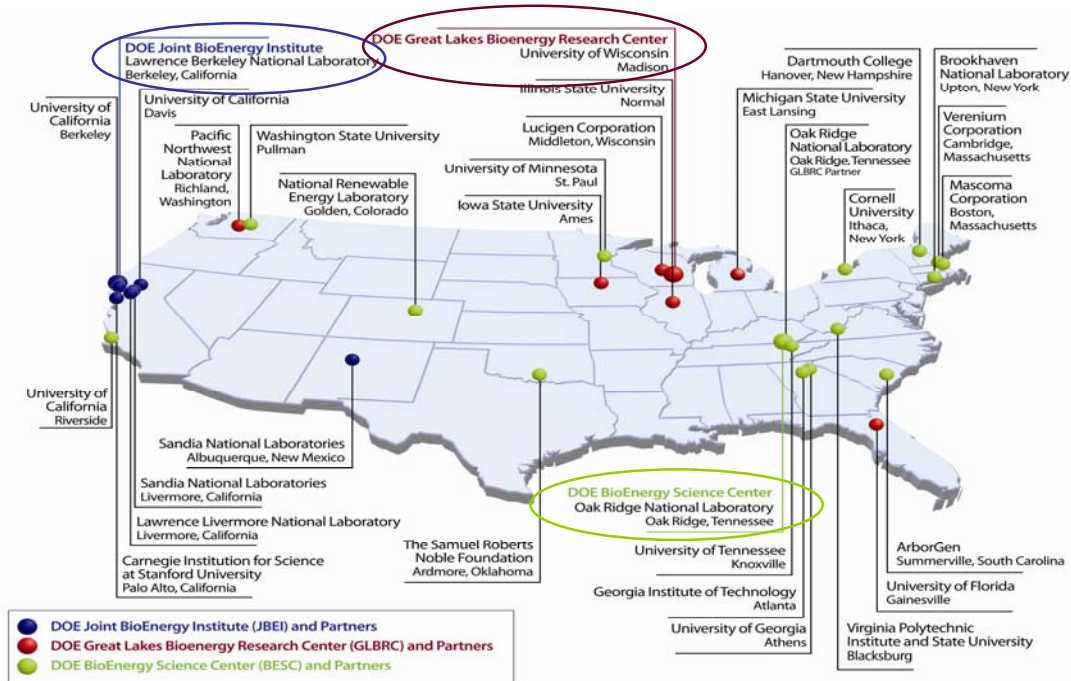 DOE Joint BioEnergy Institute
Lawrence Berkeley National Laboratory
Berkeley, California
DOE Great Lakes Bioenergy Research Center
University of Wisconsin
Madison
University of
California
Berkeley
University of California
Davis
Pacific
Northwest
National
Laboratory
Richland,
Washington
Washington State University
Pullman
National Renewable
Energy Laboratory
Golden, Colorado
Illinois State University
Normal
Lucigen Corporation
Middleton, Wisconsin
University of Minnesota
St. Paul
Iowa State University
Ames
Dartmouth College
Hanover, New Hampshire
Michigan State University
East Lansing
Oak Ridge
National Laboratory
Oak Ridge, Tennessee
GLBRC Partner
Cornell
University
Ithaca,
New York
Brookhaven
National Laboratory
Upton, New York
Verenium
Corporation
Cambridge,
Massachusetts
Mascoma
Corporation
Boston,
Massachusetts
University of
California
Riverside
Sandia National Laboratories
Albuquerque, New Mexico
Sandia National Laboratories
Livermore, California
Lawrence Livermore National Laboratory
Livermore, California
Carnegie Institution for Science
at Stanford University
Palo Alto, California
The Samuel Roberts
Noble Foundation
Ardmore, Oklahoma
DOE BioEnergy Science Center
Oak Ridge National Laboratory
Oak Ridge, Tennessee
University of Tennessee
Knoxville
Georgia Institute of Technology
Atlanta
University of Georgia
Athens
ArborGen
Summerville, South Carolina
University of Florida
Gainesville
Virginia Polytechnic
Institute and State University
Blacksburg
DOE Joint BioEnergy Institute (JBEI) and Partners
DOE Great Lakes Bioenergy Research Center (GLBRC) and Partners
DOE BioEnergy Science Center (BESC) and Partners